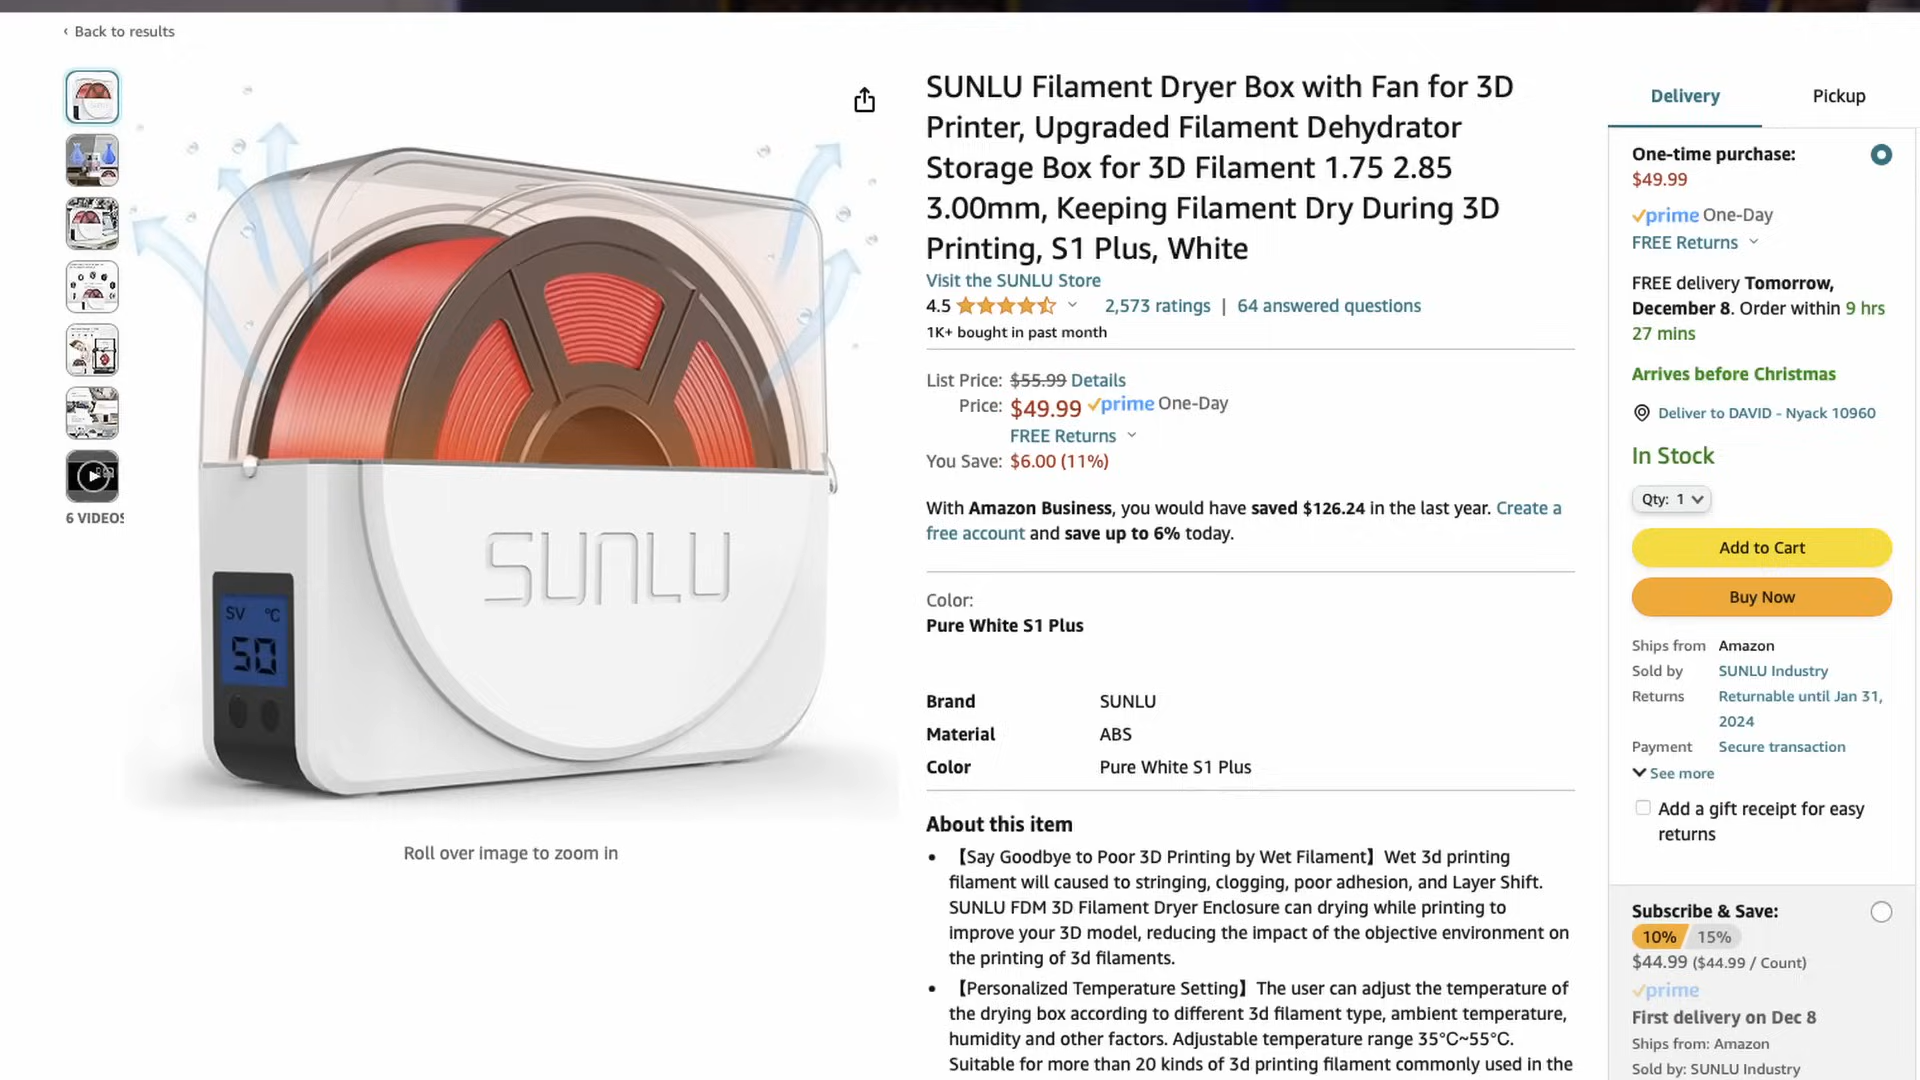 ‹ Back to results
6 VIDEOS
SUNLU
SV °C
50
Roll over image to zoom in
SUNLU Filament Dryer Box with Fan for 3D
Printer, Upgraded Filament Dehydrator
Storage Box for 3D Filament 1.75 2.85
3.00mm, Keeping Filament Dry During 3D
Printing, S1 Plus, White
Visit the SUNLU Store
4.5 2,573 ratings | 64 answered questions
1K+ bought in past month
List Price: $55.99 Details
Price: $49.99 prime One-Day
FREE Returns
You Save: $6.00 (11%)
With Amazon Business, you would have saved $126.24 in the last year. Create a
free account and save up to 6% today.
Color:
Pure White S1 Plus
Brand SUNLU
Material ABS
Color Pure White S1 Plus
About this item
• 【Say Goodbye to Poor 3D Printing by Wet Filament】Wet 3d printing
filament will caused to stringing, clogging, poor adhesion, and Layer Shift.
SUNLU FDM 3D Filament Dryer Enclosure can drying while printing to
improve your 3D model, reducing the impact of the objective environment on
the printing of 3d filaments.
• 【Personalized Temperature Setting】The user can adjust the temperature of
the drying box according to different 3d filament type, ambient temperature,
humidity and other factors. Adjustable temperature range 35℃~55℃.
Suitable for more than 20 kinds of 3d printing filament commonly used in the
Delivery Pickup
One-time purchase:
$49.99
prime One-Day
FREE Returns
FREE delivery Tomorrow,
December 8. Order within 9 hrs
27 mins
Arrives before Christmas
Deliver to DAVID - Nyack 10960
In Stock
Qty: 1
Add to Cart
Buy Now
Ships from Amazon
Sold by SUNLU Industry
Returns Returnable until Jan 31,
2024
Payment Secure transaction
See more
Add a gift receipt for easy
returns
Subscribe & Save:
10% 15%
$44.99 ($44.99 / Count)
prime
First delivery on Dec 8
Ships from: Amazon
Sold by: SUNLU Industry